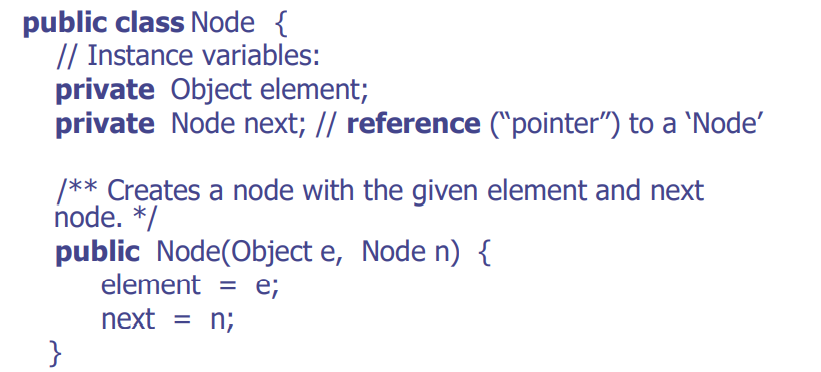 public class Node {
// Instance variables:
private Object element;
private Node next; // reference (“pointer”) to a ‘Node’
/** Creates a node with the given element and next
node. */
public Node(Object e, Node n) {
element = e;
next = n;
}